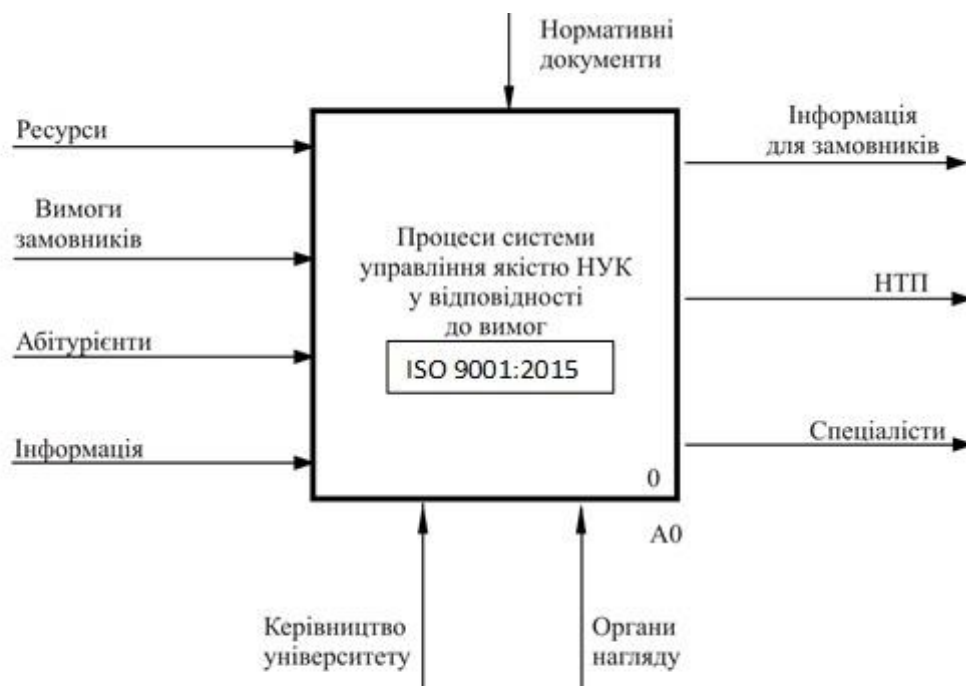 Нормативні
документи
Ресурси
Вимоги
замовників
Абітурієнти
Інформація
Процеси системи
управління якістю НУК
у відповідності
до вимог
ISO 9001:2015
0
А0
Інформація
для замовників
НТП
Спеціалісти
Керівництво
університету
Органи
нагляду